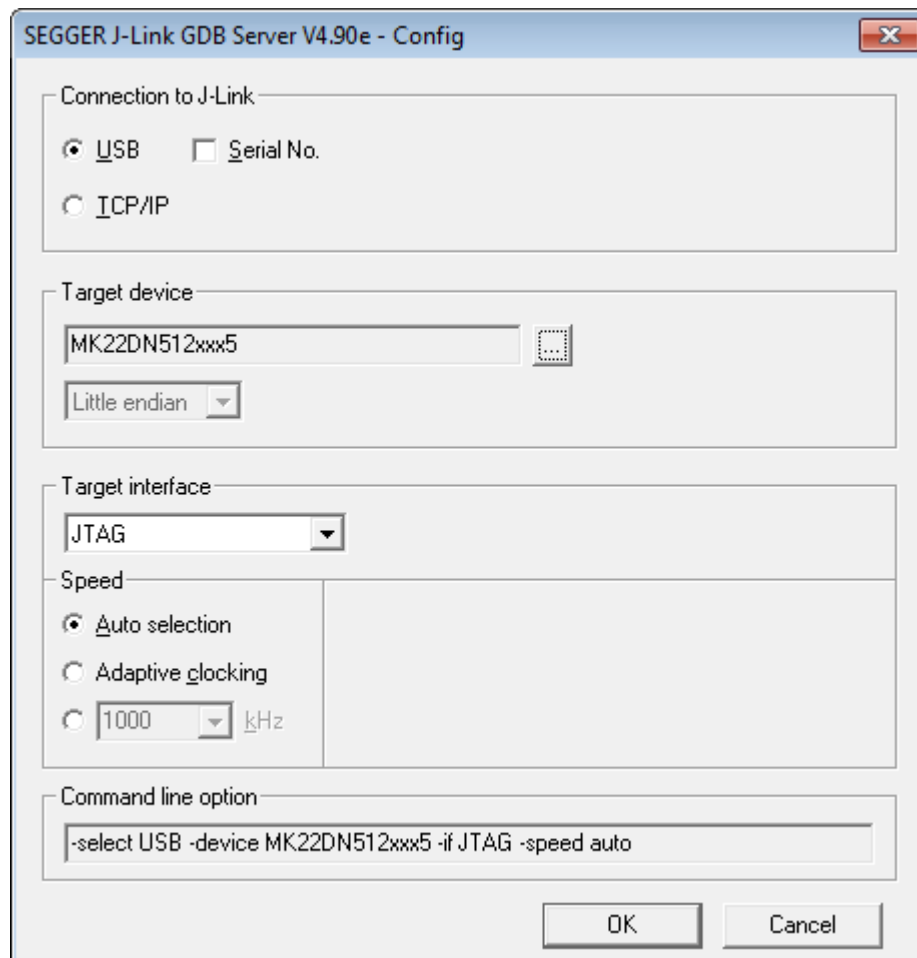 SEGGER J-Link GDB Server V4.90e - Config
Connection to J-Link
USB Serial No.
TCP/IP
Target device
MK22DN512xxx5 ...
Little endian
Target interface
JTAG
Speed
Auto selection
Adaptive clocking
1000 kHz
Command line option
-select USB -device MK22DN512xxx5 -if JTAG -speed auto
OK Cancel